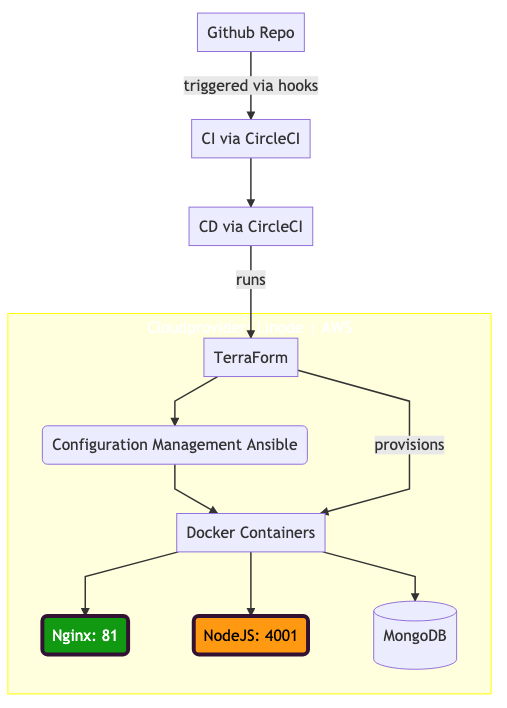 Github Repo
triggered via hooks
CI via CircleCI
CD via CircleCI
runs
TerraForm
Configuration Management Ansible
provisions
Docker Containers
Nginx: 81
NodeJS: 4001
MongoDB